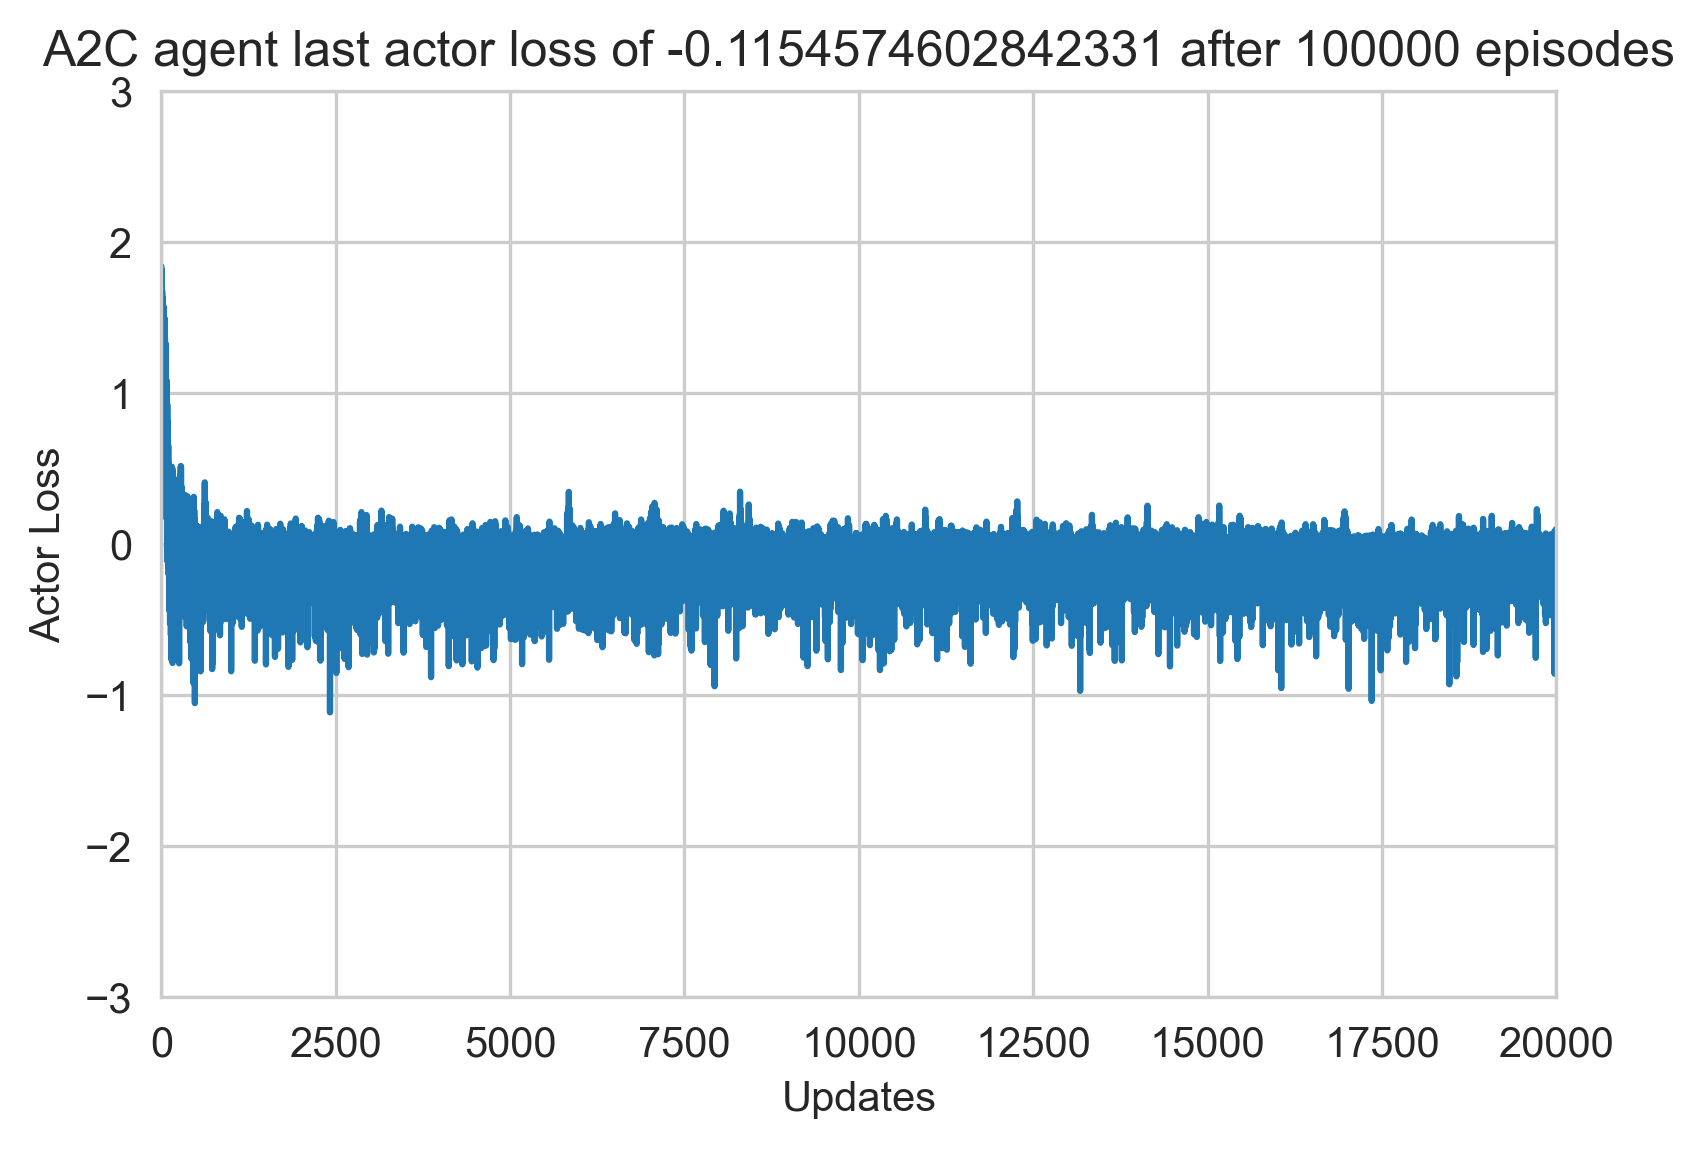 A2C agent last actor loss of -0.1154574602842331 after 100000 episodes
3
2
1
0
−1
−2
−3
Actor Loss
0 2500 5000 7500 10000 12500 15000 17500 20000
Updates